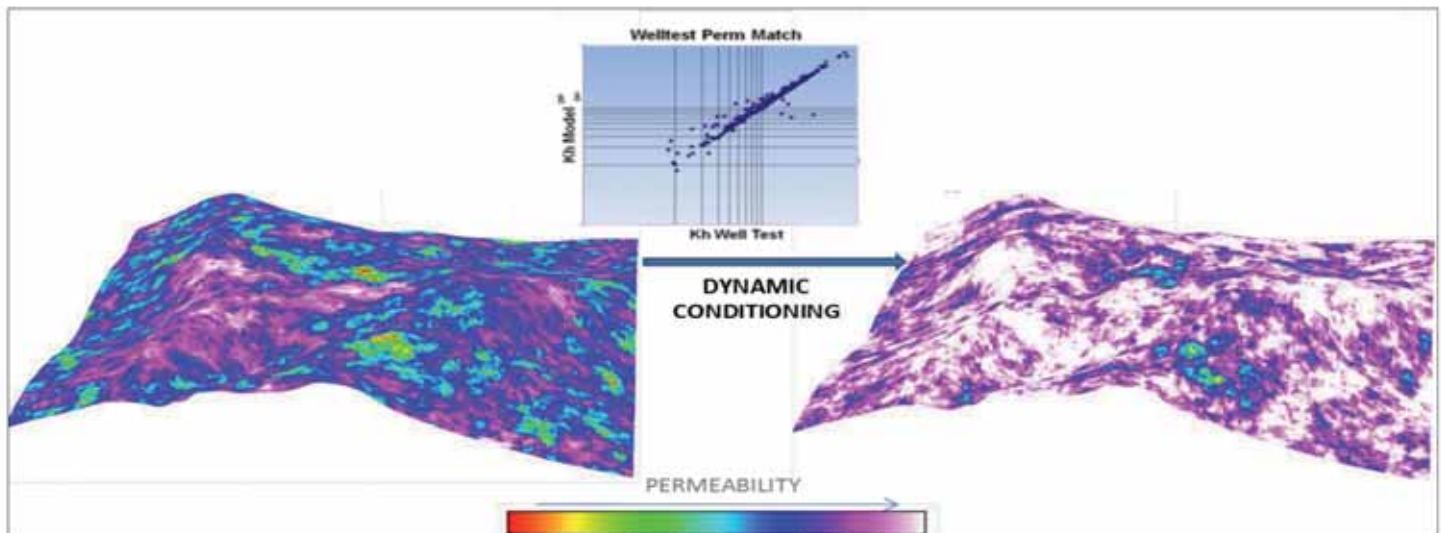 Welltest Perm Match
Kh Model
Kh Well Test
DYNAMIC
CONDITIONING
PERMEABILITY